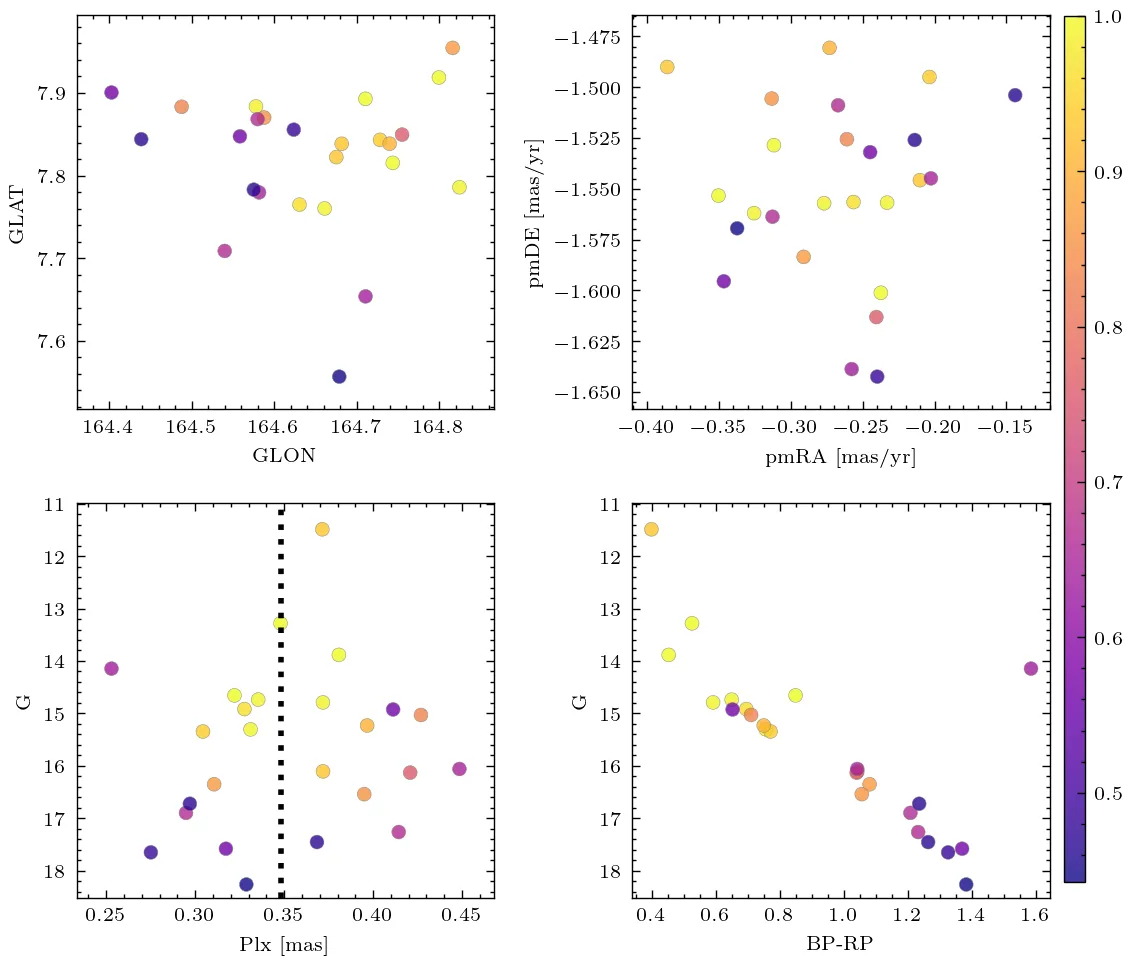 GLAT
7.9
7.8
7.7
7.6
164.4 164.5 164.6 164.7 164.8
GLON
pmDE [mas/yr]
−1.475
−1.500
−1.525
−1.550
−1.575
−1.600
−1.625
−1.650
−0.40 −0.35 −0.30 −0.25 −0.20 −0.15
pmRA [mas/yr]
G
11
12
13
14
15
16
17
18
0.25 0.30 0.35 0.40 0.45
Plx [mas]
G
11
12
13
14
15
16
17
18
0.4 0.6 0.8 1.0 1.2 1.4 1.6
BP-RP
1.0
0.9
0.8
0.7
0.6
0.5